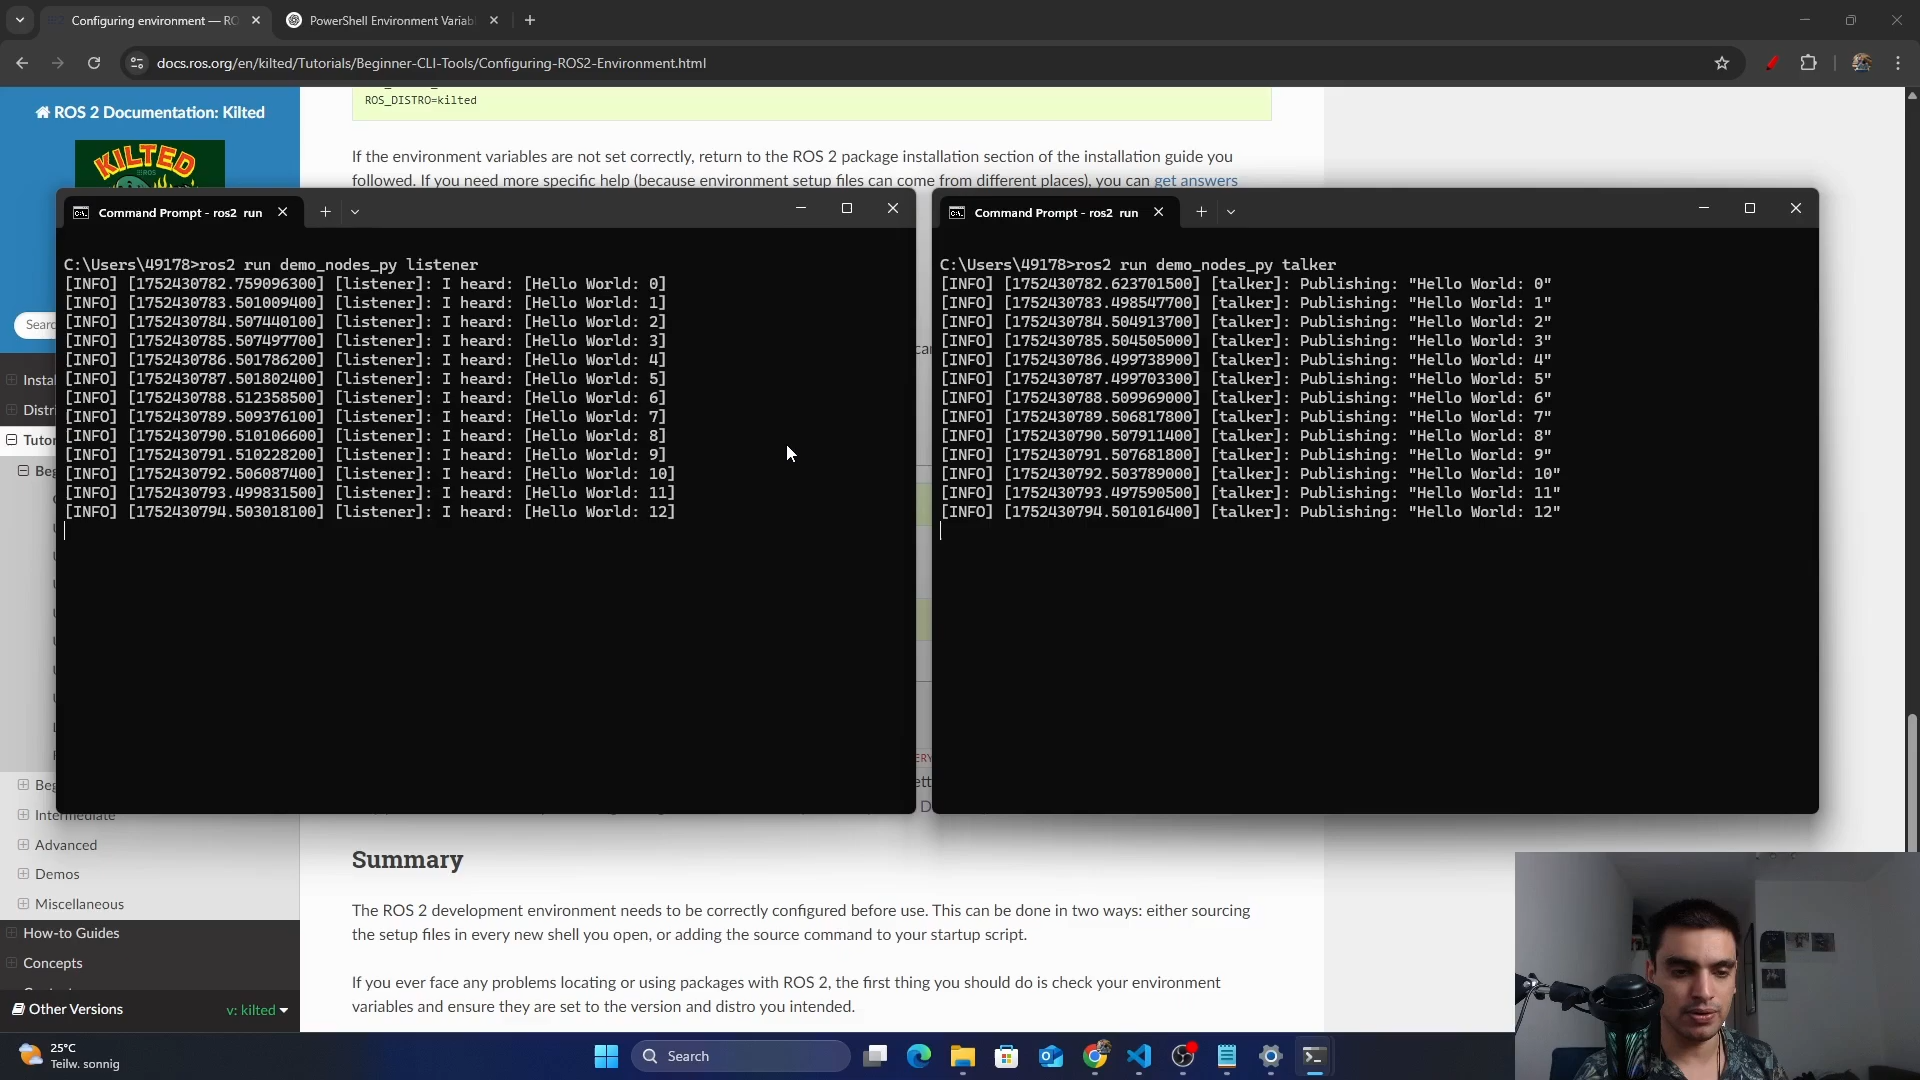 Configuring environment — RO
PowerShell Environment Variab
docs.ros.org/en/kilted/Tutorials/Beginner-CLI-Tools/Configuring-ROS2-Environment.html
ROS 2 Documentation: Kilted
KILTED
ROS_DISTRO=kilted
If the environment variables are not set correctly, return to the ROS 2 package installation section of the installation guide you
followed. If you need more specific help (because environment setup files can come from different places), you can get answers
Command Prompt - ros2 run
C:\Users\49178>ros2 run demo_nodes_py listener
[INFO] [1752430782.759096300] [listener]: I heard: [Hello World: 0]
[INFO] [1752430783.501009400] [listener]: I heard: [Hello World: 1]
[INFO] [1752430784.507440100] [listener]: I heard: [Hello World: 2]
[INFO] [1752430785.507497700] [listener]: I heard: [Hello World: 3]
[INFO] [1752430786.501786200] [listener]: I heard: [Hello World: 4]
[INFO] [1752430787.501802400] [listener]: I heard: [Hello World: 5]
[INFO] [1752430788.512358500] [listener]: I heard: [Hello World: 6]
[INFO] [1752430789.509376100] [listener]: I heard: [Hello World: 7]
[INFO] [1752430790.510106600] [listener]: I heard: [Hello World: 8]
[INFO] [1752430791.510228200] [listener]: I heard: [Hello World: 9]
[INFO] [1752430792.506087400] [listener]: I heard: [Hello World: 10]
[INFO] [1752430793.499831500] [listener]: I heard: [Hello World: 11]
[INFO] [1752430794.503018100] [listener]: I heard: [Hello World: 12]
Command Prompt - ros2 run
C:\Users\49178>ros2 run demo_nodes_py talker
[INFO] [1752430782.623701500] [talker]: Publishing: "Hello World: 0"
[INFO] [1752430783.498547700] [talker]: Publishing: "Hello World: 1"
[INFO] [1752430784.504913700] [talker]: Publishing: "Hello World: 2"
[INFO] [1752430785.504505000] [talker]: Publishing: "Hello World: 3"
[INFO] [1752430786.499738900] [talker]: Publishing: "Hello World: 4"
[INFO] [1752430787.499703300] [talker]: Publishing: "Hello World: 5"
[INFO] [1752430788.509969000] [talker]: Publishing: "Hello World: 6"
[INFO] [1752430789.506817800] [talker]: Publishing: "Hello World: 7"
[INFO] [1752430790.507911400] [talker]: Publishing: "Hello World: 8"
[INFO] [1752430791.507681800] [talker]: Publishing: "Hello World: 9"
[INFO] [1752430792.503789000] [talker]: Publishing: "Hello World: 10"
[INFO] [1752430793.497590500] [talker]: Publishing: "Hello World: 11"
[INFO] [1752430794.501016400] [talker]: Publishing: "Hello World: 12"
Searc
Instal
Distri
Tutor
Beg
Beg
Intermediate
Advanced
Demos
Miscellaneous
How-to Guides
Concepts
Other Versions
v: kilted
Summary
The ROS 2 development environment needs to be correctly configured before use. This can be done in two ways: either sourcing
the setup files in every new shell you open, or adding the source command to your startup script.
If you ever face any problems locating or using packages with ROS 2, the first thing you should do is check your environment
variables and ensure they are set to the version and distro you intended.
25°C
Teilw. sonnig
Search